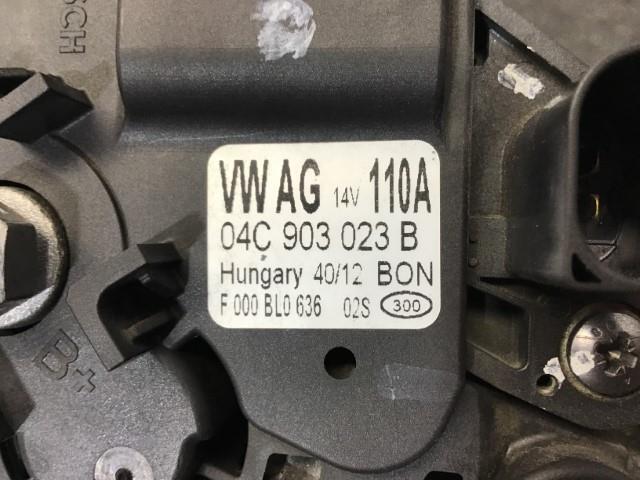 VW AG 14V 110A
04C 903 023 B
Hungary 40/12 BON
F 000 BL0 636 02S 300
B+